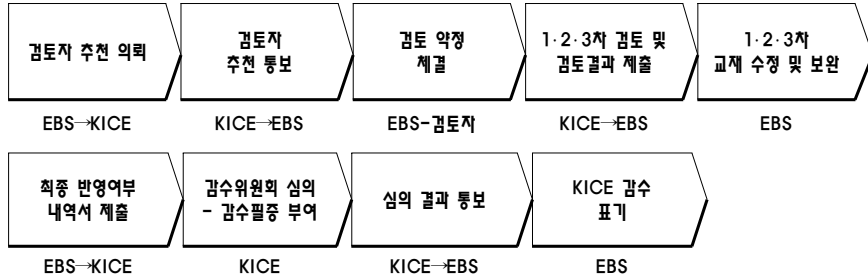 검토자 추천 의뢰
검토자
추천 통보
검토 약정
체결
1·2·3차 검토 및
검토결과 제출
1·2·3차
교재 수정 및 보완
EBS→KICE
KICE→EBS
EBS-검토자
KICE→EBS
EBS
최종 반영여부
내역서 제출
감수위원회 심의
- 감수필증 부여
심의 결과 통보
KICE 감수
표기
EBS→KICE
KICE
KICE→EBS
EBS